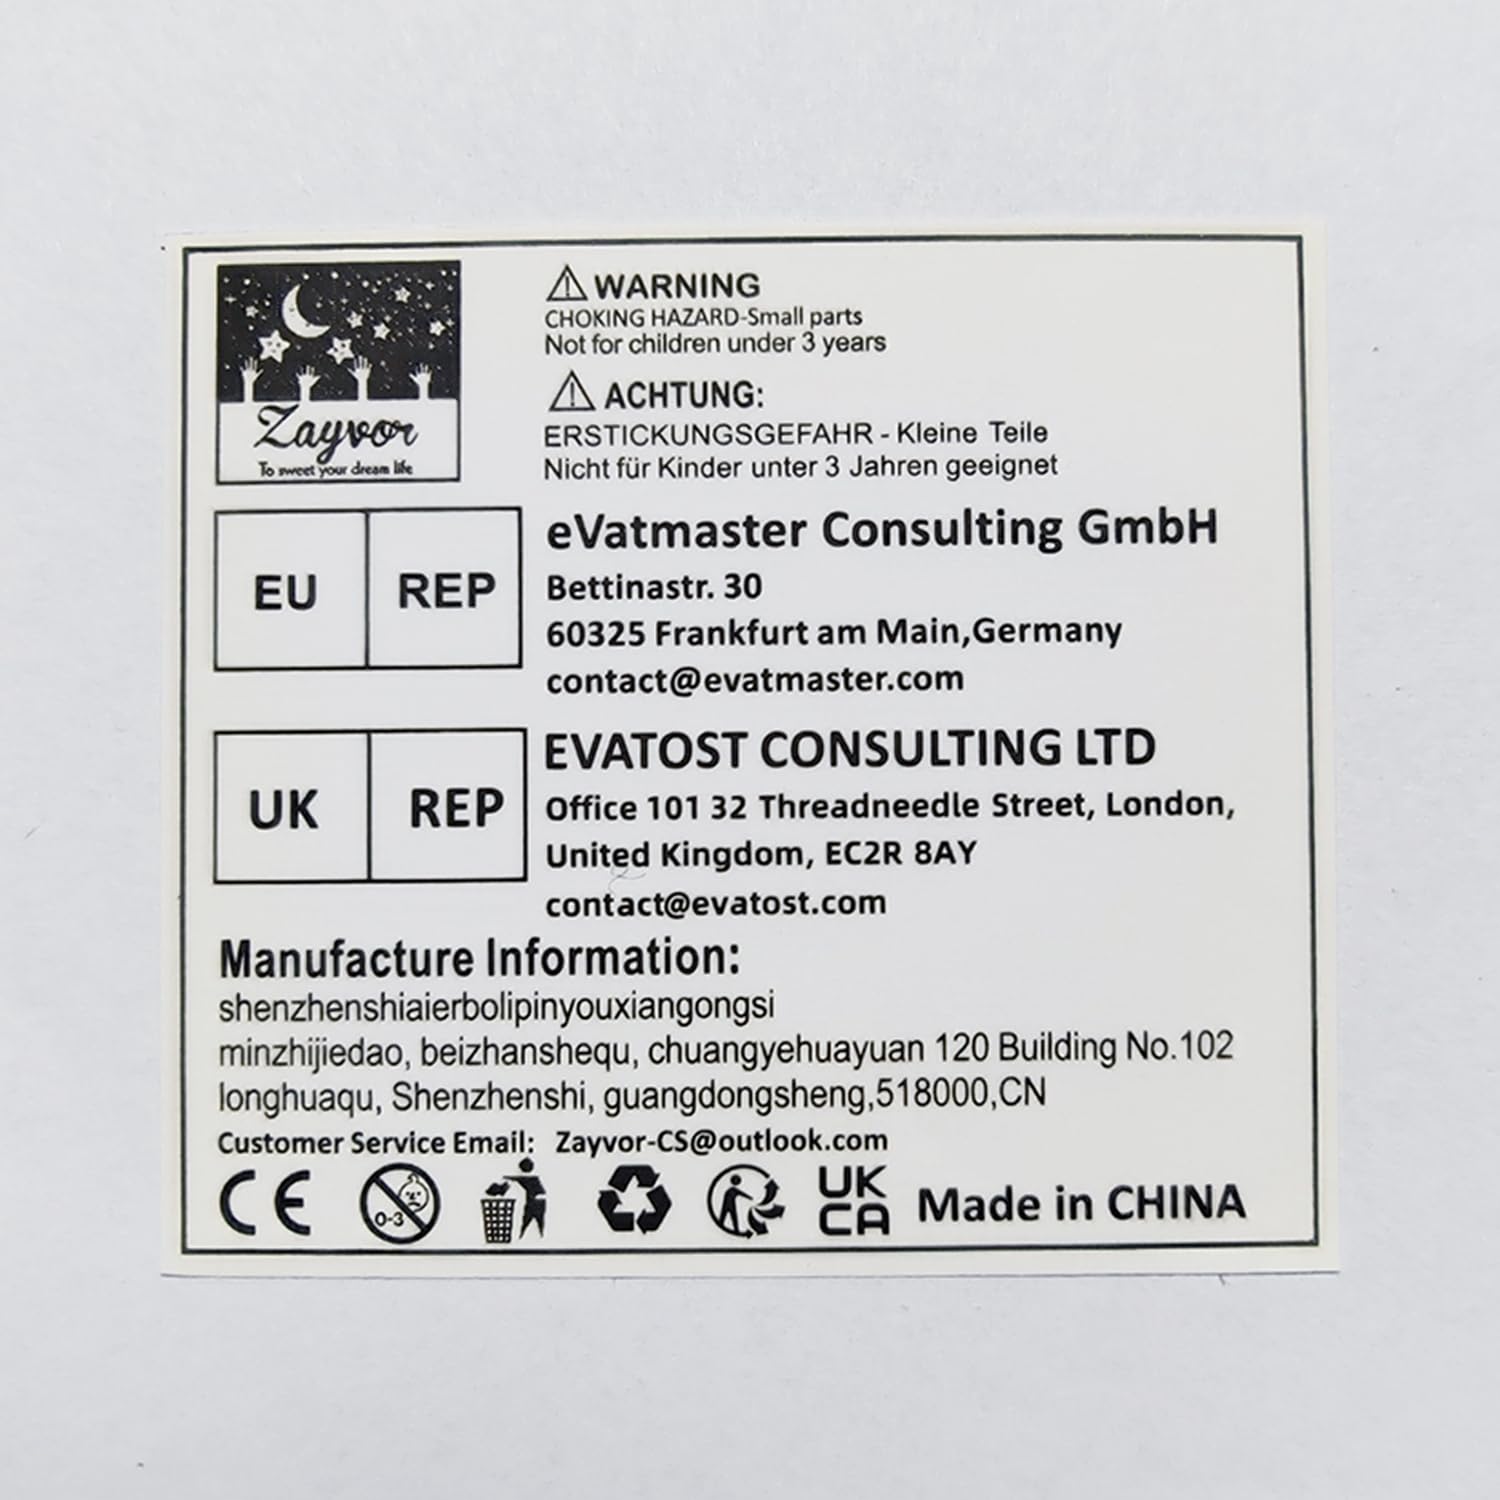 Zayvor
To sweet your dream life
⚠ WARNING
CHOKING HAZARD-Small parts
Not for children under 3 years
⚠ ACHTUNG:
ERSTICKUNGSGEFAHR - Kleine Teile
Nicht für Kinder unter 3 Jahren geeignet
EU REP
eVatmaster Consulting GmbH
Bettinastr. 30
60325 Frankfurt am Main,Germany
contact@evatmaster.com
UK REP
EVATOST CONSULTING LTD
Office 101 32 Threadneedle Street, London,
United Kingdom, EC2R 8AY
contact@evatost.com
Manufacture Information:
shenzhenshiaierbolipinyouxiangongsi
minzhijiedao, beizhanshequ, chuangyehuayuan 120 Building No.102
longhuaqu, Shenzhenshi, guangdongsheng,518000,CN
Customer Service Email: Zayvor-CS@outlook.com
CE 0-3 UK CA Made in CHINA